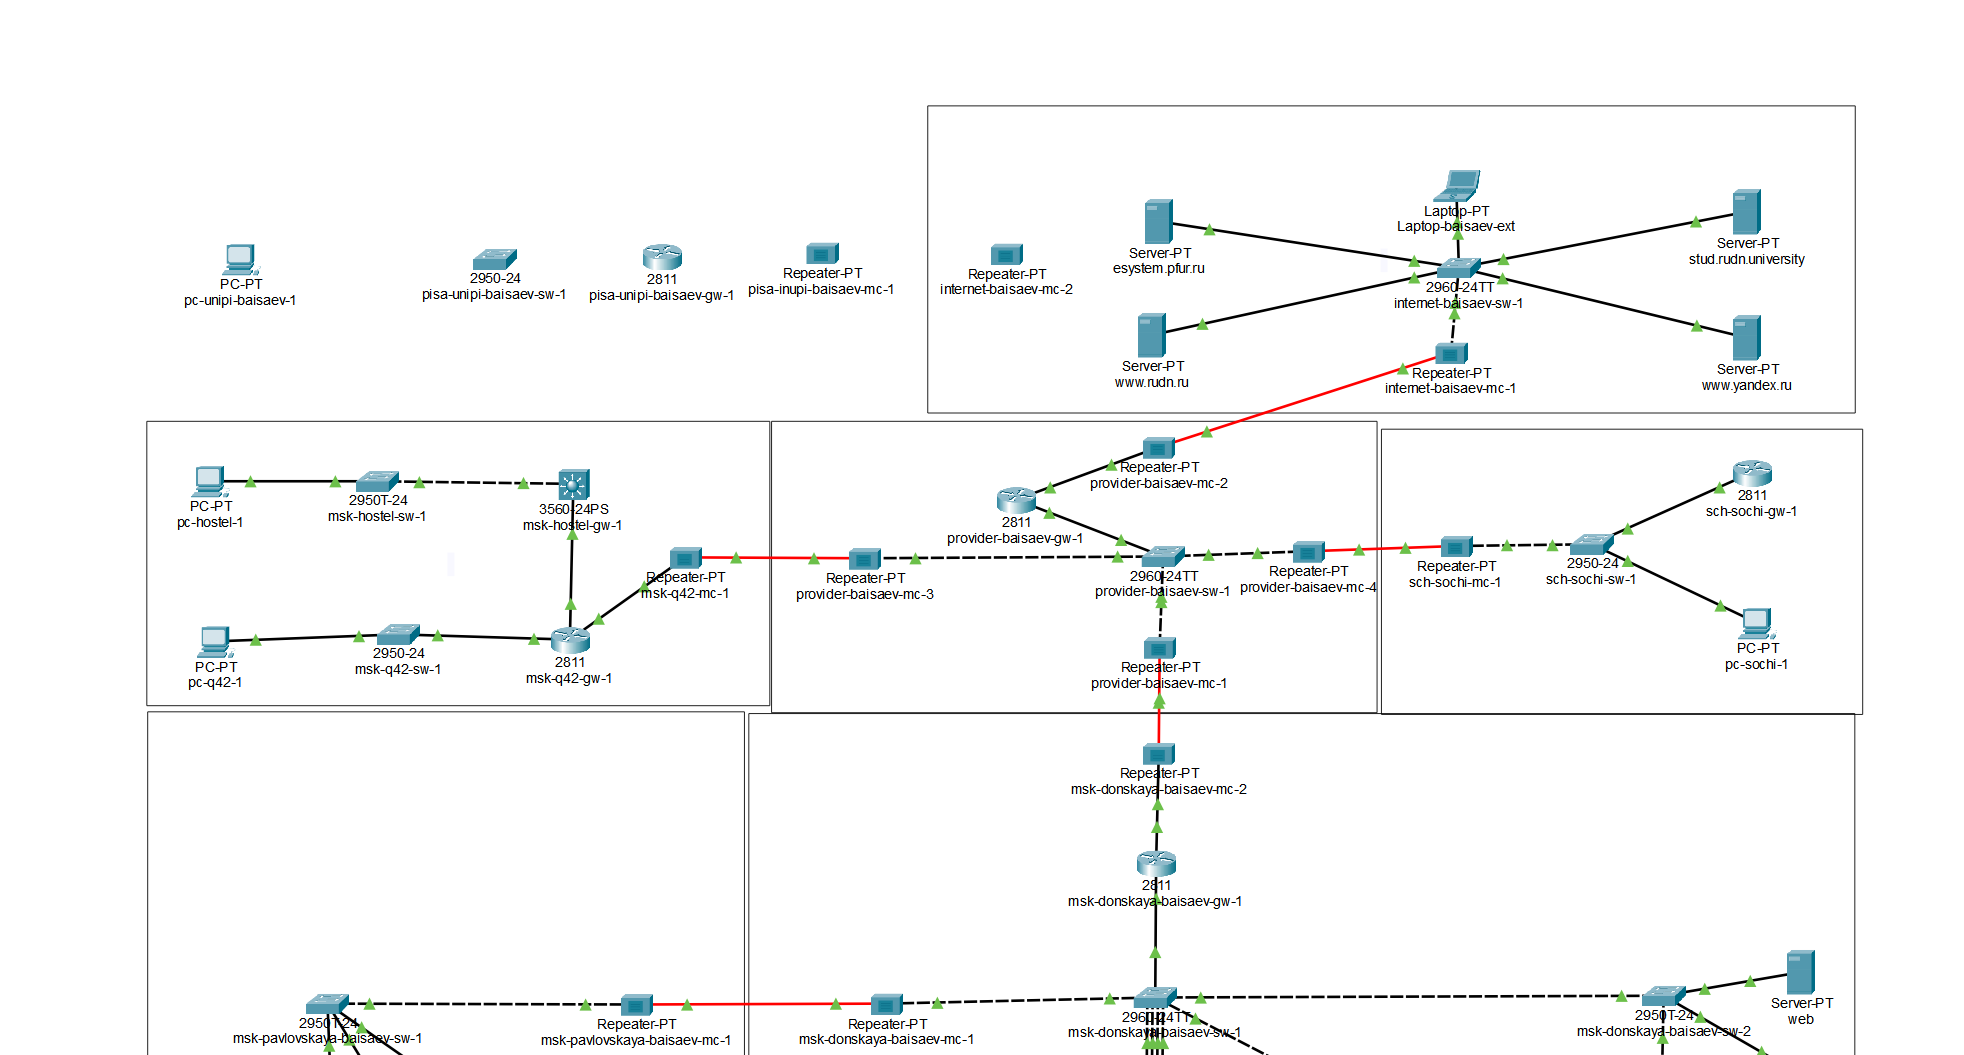 PC-PT
pc-unipi-baisaev-1
2950-24
pisa-unipi-baisaev-sw-1
2811
pisa-unipi-baisaev-gw-1
Repeater-PT
pisa-inupi-baisaev-mc-1
Repeater-PT
internet-baisaev-mc-2
Server-PT
esystem.pfur.ru
Laptop-PT
Laptop-baisaev-ext
Server-PT
stud.rudn.university
2960-24TT
internet-baisaev-sw-1
Server-PT
www.rudn.ru
Repeater-PT
internet-baisaev-mc-1
Server-PT
www.yandex.ru
PC-PT
pc-hostel-1
2950T-24
msk-hostel-sw-1
3560-24PS
msk-hostel-gw-1
Repeater-PT
msk-q42-mc-1
PC-PT
pc-q42-1
2950-24
msk-q42-sw-1
2811
msk-q42-gw-1
Repeater-PT
provider-baisaev-mc-2
2811
provider-baisaev-gw-1
Repeater-PT
provider-baisaev-mc-3
2960-24TT
provider-baisaev-sw-1
Repeater-PT
provider-baisaev-mc-4
Repeater-PT
provider-baisaev-mc-1
2811
sch-sochi-gw-1
Repeater-PT
sch-sochi-mc-1
2950-24
sch-sochi-sw-1
PC-PT
pc-sochi-1
Repeater-PT
msk-donskaya-baisaev-mc-2
2811
msk-donskaya-baisaev-gw-1
2950T-24
msk-pavlovskaya-baisaev-sw-1
Repeater-PT
msk-pavlovskaya-baisaev-mc-1
Repeater-PT
msk-donskaya-baisaev-mc-1
2960-24TT
msk-donskaya-baisaev-sw-1
2950T-24
msk-donskaya-baisaev-sw-2
Server-PT
web